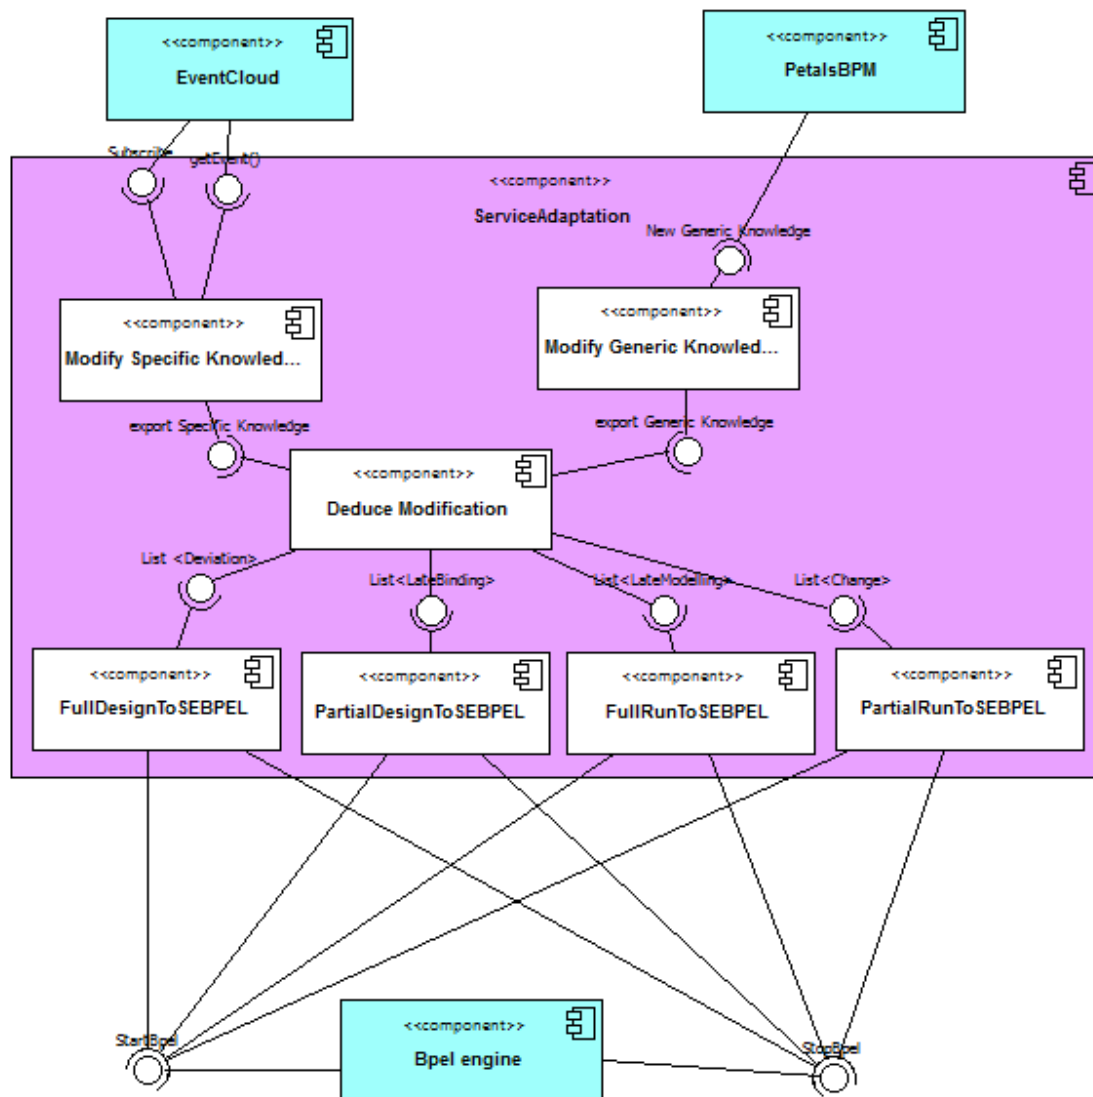 <<component>>
EventCloud
<<component>>
PetalsBPM
Subscribe
getEvent()
<<component>>
ServiceAdaptation
New Generic Knowledge
<<component>>
Modify Specific Knowled...
<<component>>
Modify Generic Knowled...
export Specific Knowledge
export Generic Knowledge
<<component>>
Deduce Modification
List <Deviation>
List<LateBinding>
List<LateModelling>
List<Change>
<<component>>
FullDesignToSEBPEL
<<component>>
PartialDesignToSEBPEL
<<component>>
FullRunToSEBPEL
<<component>>
PartialRunToSEBPEL
StartBpel
<<component>>
Bpel engine
StopBpel